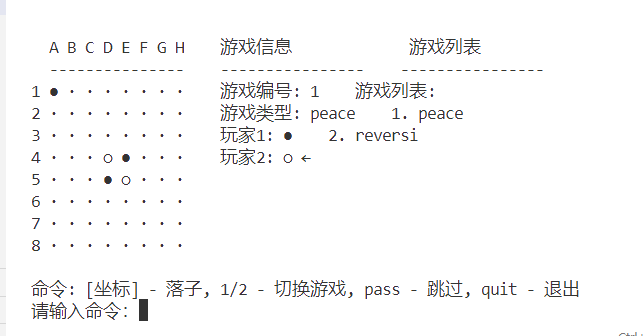 A B C D E F G H    游戏信息    游戏列表
---------------    ----------------    ----------------
1 ● · · · · · · ·    游戏编号: 1    游戏列表:
2 · · · · · · · ·    游戏类型: peace    1. peace
3 · · · · · · · ·    玩家1: ●    2. reversi
4 · · · ○ ● · · ·    玩家2: ○ ←
5 · · · ● ○ · · ·
6 · · · · · · · ·
7 · · · · · · · ·
8 · · · · · · · ·
命令: [坐标] - 落子, 1/2 - 切换游戏, pass - 跳过, quit - 退出
请输入命令: